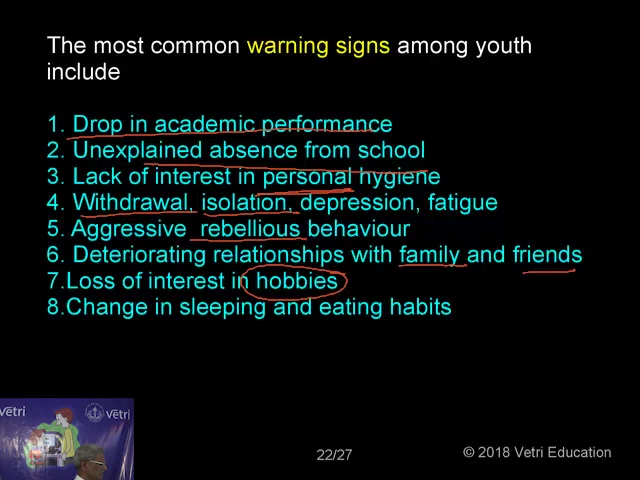 The most common warning signs among youth
include
1. Drop in academic performance
2. Unexplained absence from school
3. Lack of interest in personal hygiene
4. Withdrawal, isolation, depression, fatigue
5. Aggressive rebellious behaviour
6. Deteriorating relationships with family and friends
7.Loss of interest in hobbies
8.Change in sleeping and eating habits
Vetri
Vetri
22/27
© 2018 Vetri Education